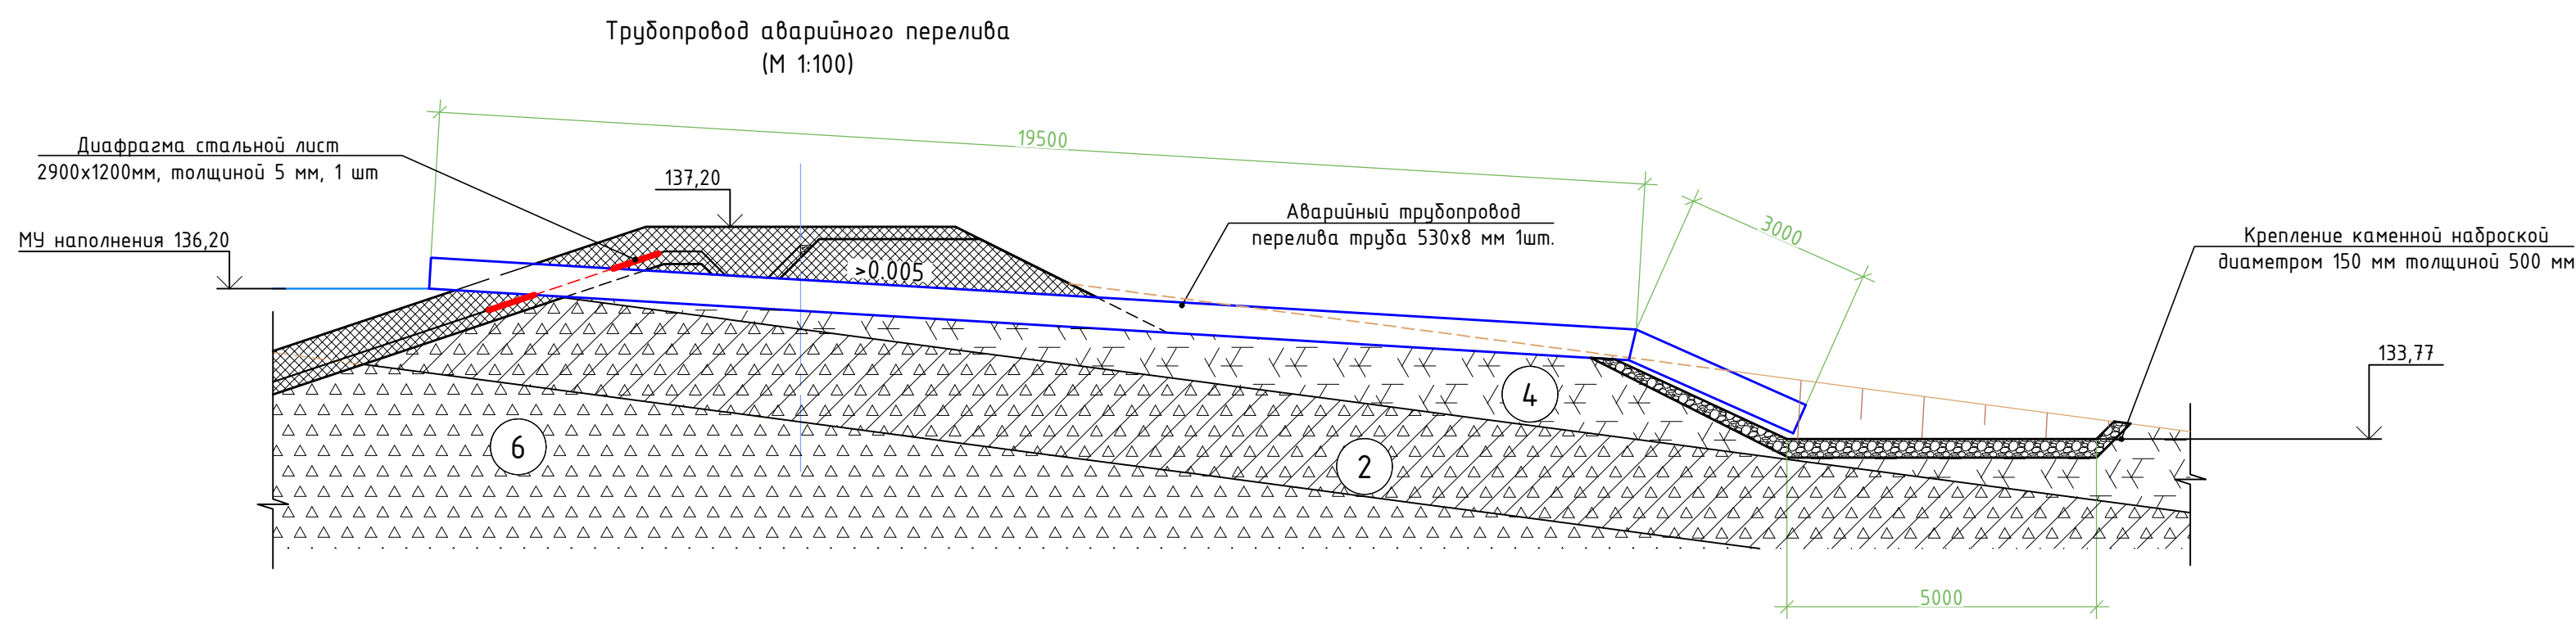 Трубопровод аварийного перелива
(М 1:100)
19500
Диафрагма стальной лист
2900х1200мм, толщиной 5 мм, 1 шт
137,20
МУ наполнения 136,20
Аварийный трубопровод
перелива труба 530х8 мм 1шт.
3000
Крепление каменной наброской
диаметром 150 мм толщиной 500 мм
>0.005
133,77
4
6
2
5000